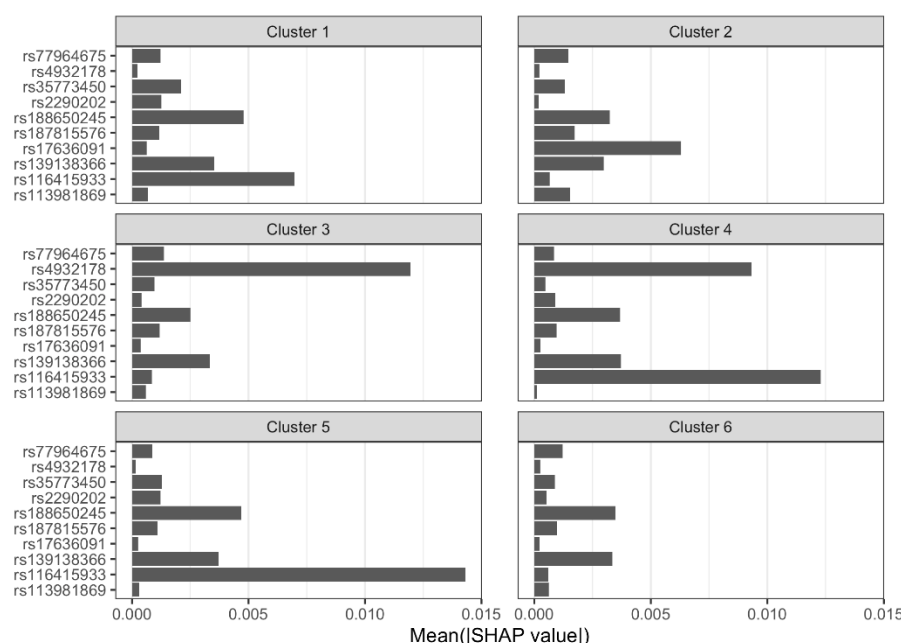 Cluster 1
Cluster 2
rs77964675
rs4932178
rs35773450
rs2290202
rs188650245
rs187815576
rs17636091
rs139138366
rs116415933
rs113981869
Cluster 3
Cluster 4
rs77964675
rs4932178
rs35773450
rs2290202
rs188650245
rs187815576
rs17636091
rs139138366
rs116415933
rs113981869
Cluster 5
Cluster 6
rs77964675
rs4932178
rs35773450
rs2290202
rs188650245
rs187815576
rs17636091
rs139138366
rs116415933
rs113981869
0.000 0.005 0.010 0.015 0.000 0.005 0.010 0.015
Mean(|SHAP value|)